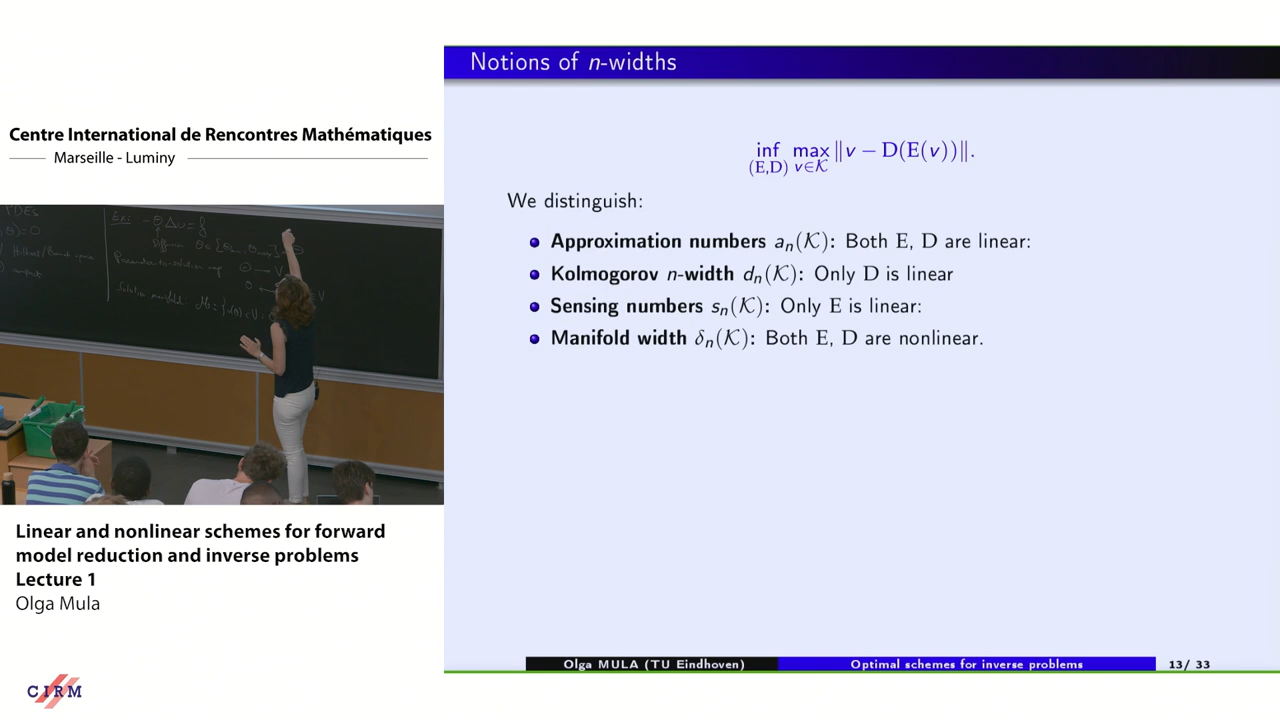 Centre International de Rencontres Mathématiques
Marseille - Luminy
Linear and nonlinear schemes for forward
model reduction and inverse problems
Lecture 1
Olga Mula
CIRM
Notions of n-widths
inf max ‖v − D(E(v))‖.
(E,D) v∈𝒦
We distinguish:
Approximation numbers aₙ(𝒦): Both E, D are linear:
Kolmogorov n-width dₙ(𝒦): Only D is linear
Sensing numbers sₙ(𝒦): Only E is linear:
Manifold width δₙ(𝒦): Both E, D are nonlinear.
Olga MULA (TU Eindhoven)
Optimal schemes for inverse problems
13/ 33